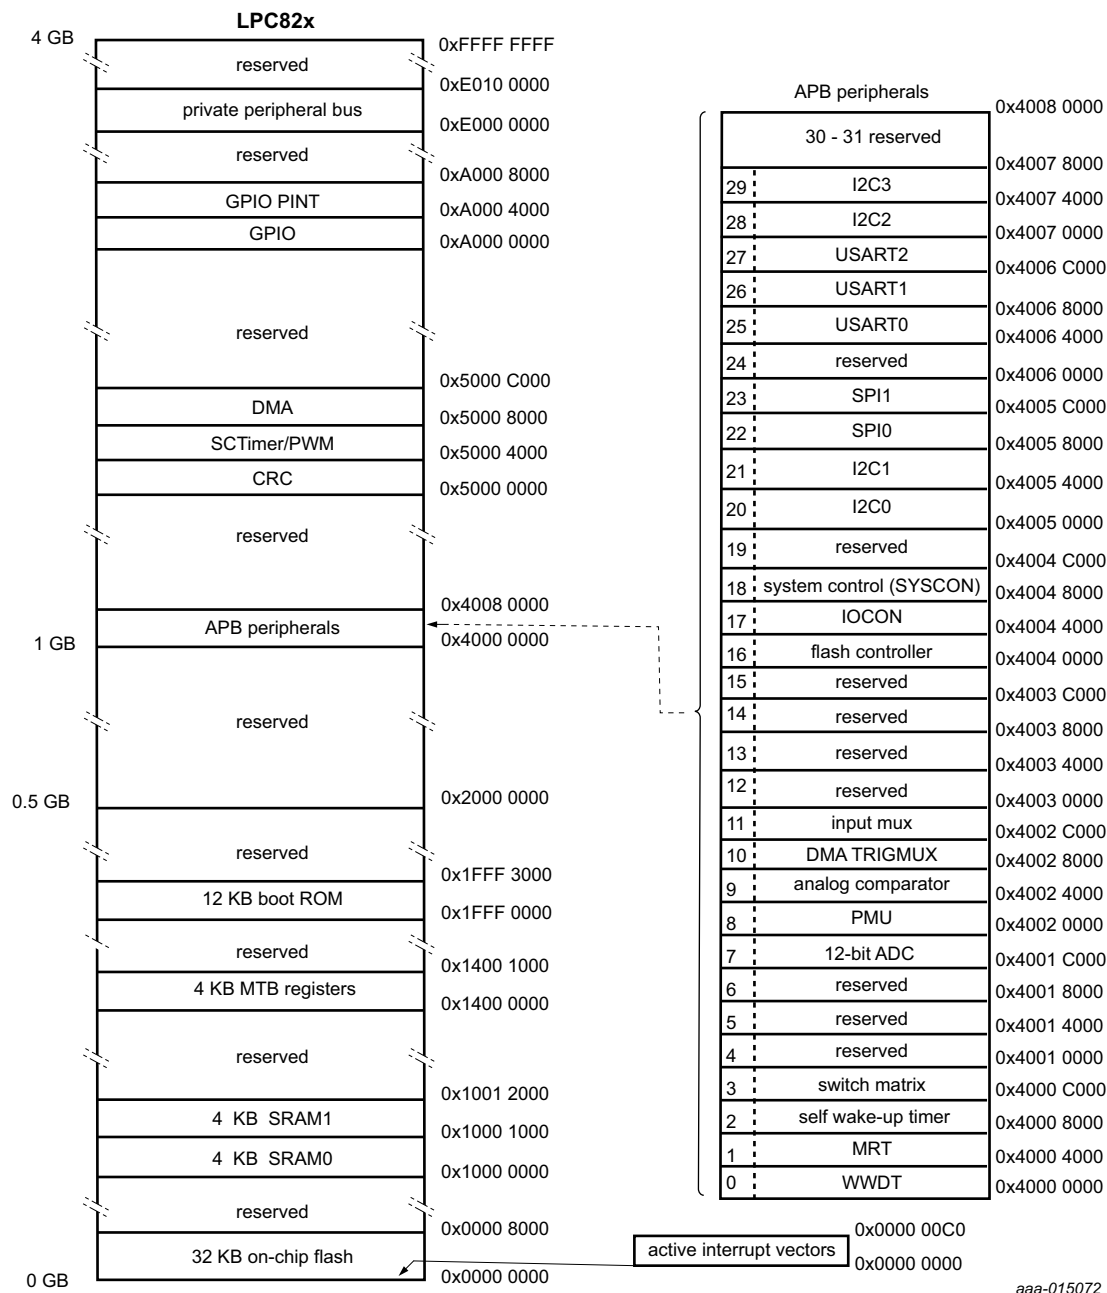 LPC82x
4 GB
0xFFFF FFFF
reserved
0xE010 0000
private peripheral bus
0xE000 0000
reserved
0xA000 8000
GPIO PINT
0xA000 4000
GPIO
0xA000 0000
reserved
0x5000 C000
DMA
0x5000 8000
SCTimer/PWM
0x5000 4000
CRC
0x5000 0000
reserved
0x4008 0000
APB peripherals
1 GB
0x4000 0000
reserved
0.5 GB
0x2000 0000
reserved
0x1FFF 3000
12 KB boot ROM
0x1FFF 0000
reserved
0x1400 1000
4 KB MTB registers
0x1400 0000
reserved
0x1001 2000
4 KB SRAM1
0x1000 1000
4 KB SRAM0
0x1000 0000
reserved
0x0000 8000
32 KB on-chip flash
0 GB
0x0000 0000
APB peripherals
0x4008 0000
30 - 31 reserved
0x4007 8000
29 I2C3
0x4007 4000
28 I2C2
0x4007 0000
27 USART2
0x4006 C000
26 USART1
0x4006 8000
25 USART0
0x4006 4000
24 reserved
0x4006 0000
23 SPI1
0x4005 C000
22 SPI0
0x4005 8000
21 I2C1
0x4005 4000
20 I2C0
0x4005 0000
19 reserved
0x4004 C000
18 system control (SYSCON)
0x4004 8000
17 IOCON
0x4004 4000
16 flash controller
0x4004 0000
15 reserved
0x4003 C000
14 reserved
0x4003 8000
13 reserved
0x4003 4000
12 reserved
0x4003 0000
11 input mux
0x4002 C000
10 DMA TRIGMUX
0x4002 8000
9 analog comparator
0x4002 4000
8 PMU
0x4002 0000
7 12-bit ADC
0x4001 C000
6 reserved
0x4001 8000
5 reserved
0x4001 4000
4 reserved
0x4001 0000
3 switch matrix
0x4000 C000
2 self wake-up timer
0x4000 8000
1 MRT
0x4000 4000
0 WWDT
0x4000 0000
0x0000 00C0
active interrupt vectors
0x0000 0000
aaa-015072